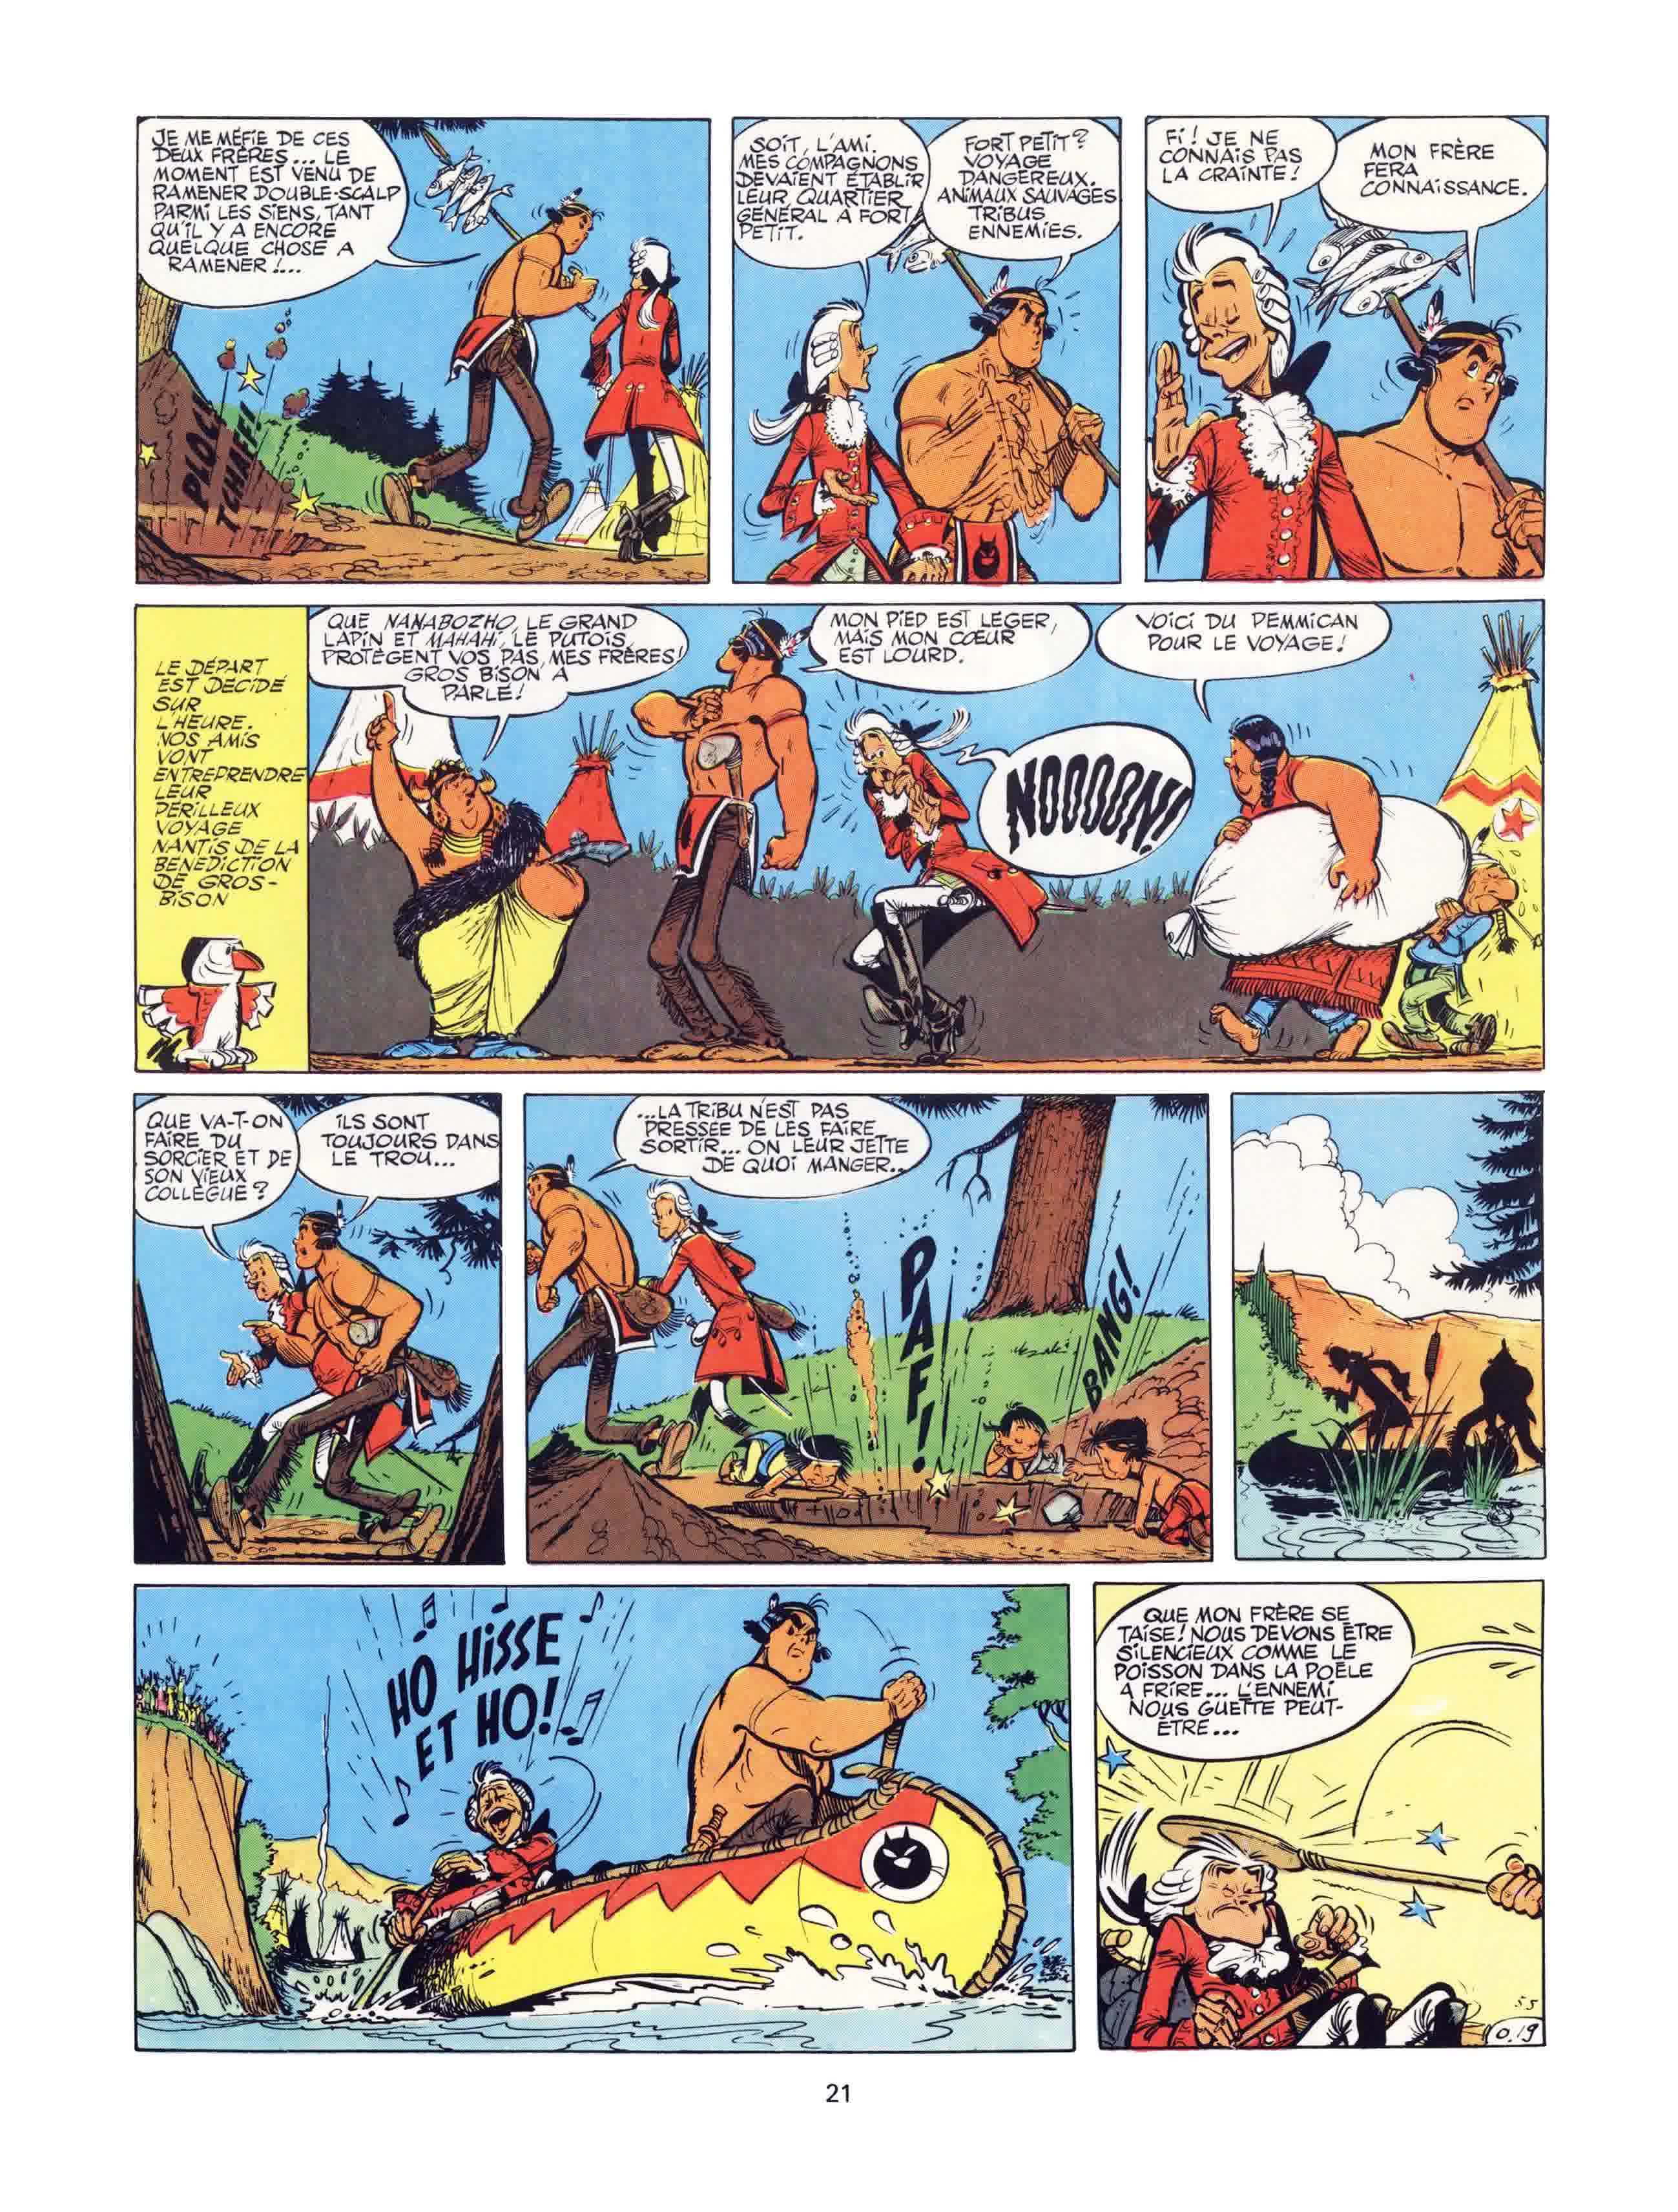 JE ME MÉFIE DE CES
DEUX FRÈRES... LE
MOMENT EST VENU DE
RAMENER DOUBLE-SCALP
PARMI LES SIENS, TANT
QU'IL Y A ENCORE
QUELQUE CHOSE A
RAMENER !...
PLOC
TCHAF!
SOIT, L'AMI.
MES COMPAGNONS
DEVAIENT ÉTABLIR
LEUR QUARTIER
GÉNÉRAL A FORT
PETIT.
FORT PETIT?
VOYAGE
DANGEREUX.
ANIMAUX SAUVAGES
TRIBUS
ENNEMIES.
FI! JE NE
CONNAIS PAS
LA CRAINTE!
MON FRÈRE
FERA
CONNAISSANCE.
LE DÉPART
EST DÉCIDÉ
SUR
L'HEURE.
NOS AMIS
VONT
ENTREPRENDRE
LEUR
PÉRILLEUX
VOYAGE
NANTIS DE LA
BÉNÉDICTION
DE GROS-
BISON
QUE NANABOZHO, LE GRAND
LAPIN ET MAHAHI, LE PUTOIS,
PROTÈGENT VOS PAS, MES FRÈRES!
GROS BISON A
PARLÉ!
MON PIED EST LÉGER,
MAIS MON CŒUR
EST LOURD.
NOOOON!
VOICI DU PEMMICAN
POUR LE VOYAGE!
QUE VA-T-ON
FAIRE DU
SORCIER ET DE
SON VIEUX
COLLÈGUE?
ILS SONT
TOUJOURS DANS
LE TROU...
...LA TRIBU N'EST PAS
PRESSÉE DE LES FAIRE
SORTIR... ON LEUR JETTE
DE QUOI MANGER..
PAF!
BANG!
HO HISSE
ET HO!
QUE MON FRÈRE SE
TAISE! NOUS DEVONS ÊTRE
SILENCIEUX COMME LE
POISSON DANS LA POÊLE
A FRIRE... L'ENNEMI
NOUS GUETTE PEUT-
ÊTRE...
55
0.19
21